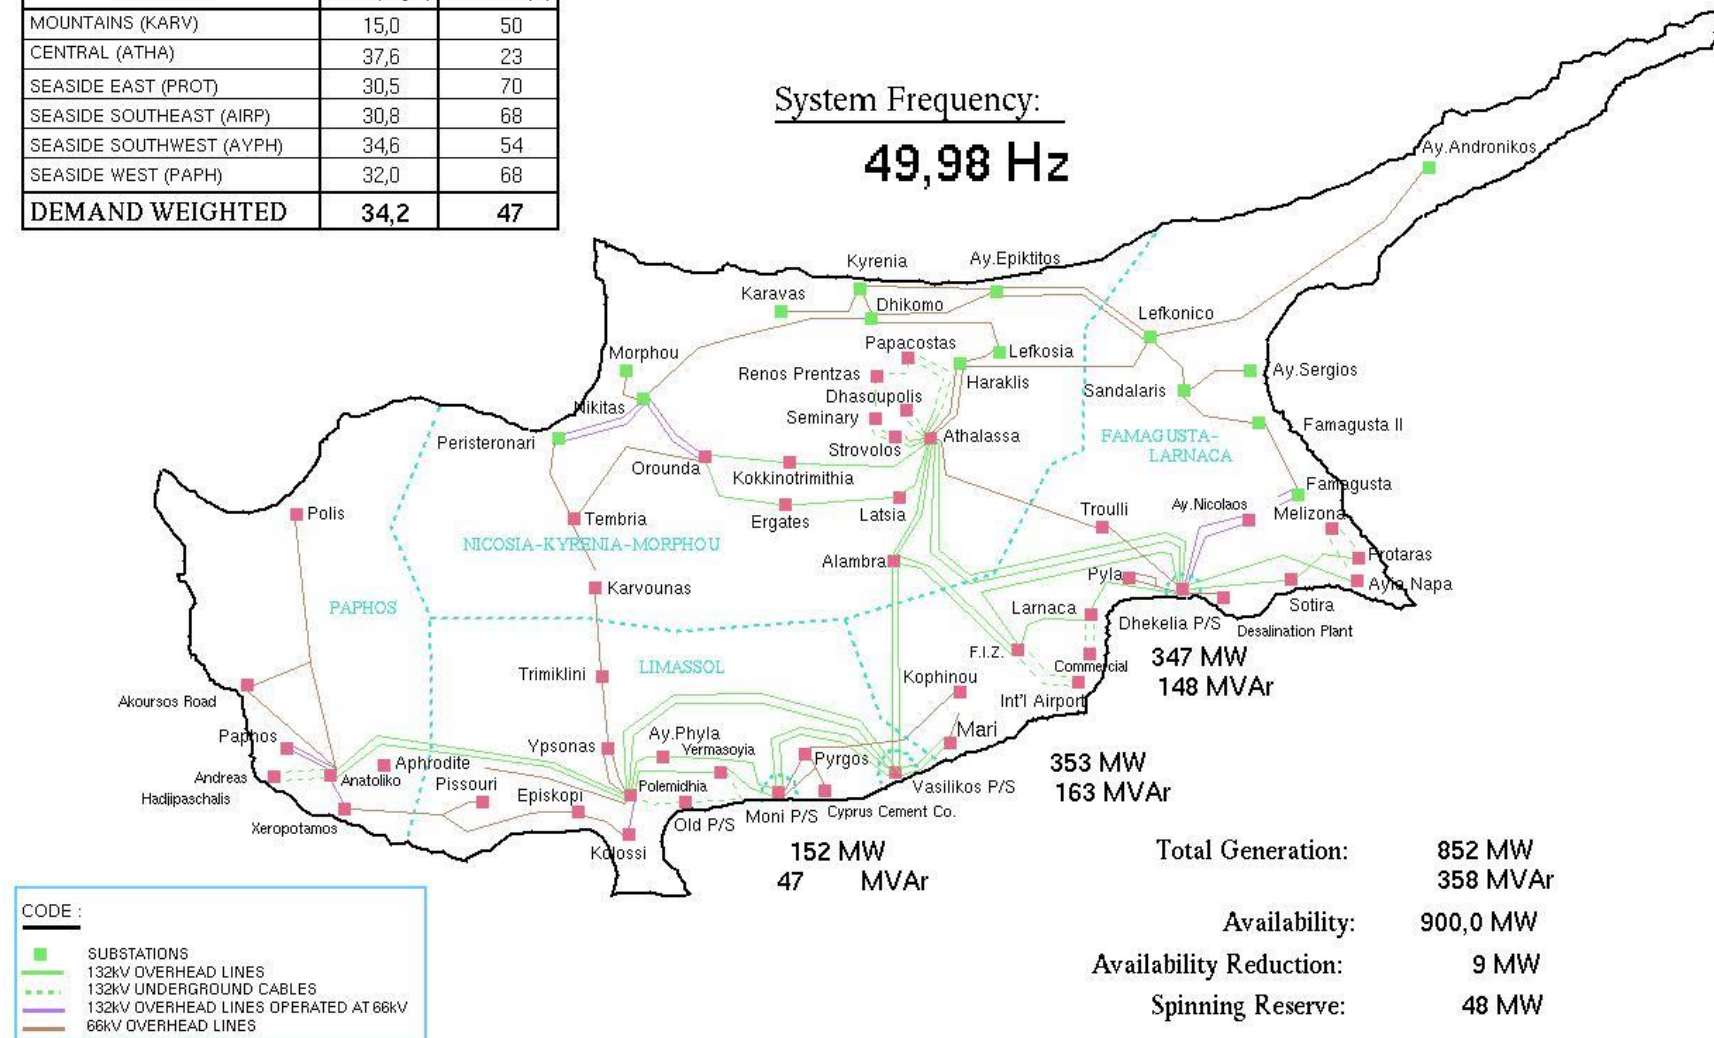 MOUNTAINS (KARV) 15,0 50
CENTRAL (ATHA) 37,6 23
SEASIDE EAST (PROT) 30,5 70
SEASIDE SOUTHEAST (AIRP) 30,8 68
SEASIDE SOUTHWEST (AYPH) 34,6 54
SEASIDE WEST (PAPH) 32,0 68
DEMAND WEIGHTED 34,2 47
System Frequency:
49,98 Hz
Ay.Andronikos
Kyrenia
Ay.Epiktitos
Karavas
Dhikomo
Lefkonico
Papacostas
Morphou
Lefkosia
Renos Prentzas
Haraklis
Ay.Sergios
Dhasoupolis
Sandalaris
Nikitas
Seminary
Famagusta II
Peristeronari
Strovolos
Athalassa
FAMAGUSTA-
LARNACA
Orounda
Kokkinotrimithia
Famagusta
Polis
Tembria
Ergates
Latsia
Troulli
Ay.Nicolaos
Melizona
NICOSIA-KYRENIA-MORPHOU
Protaras
Alambra
Pyla
Ayia Napa
Karvounas
PAPHOS
Larnaca
Sotira
Dhekelia P/S
Desalination Plant
F.I.Z.
Commercial
347 MW
148 MVAr
LIMASSOL
Trimiklini
Kophinou
Int'l Airport
Akoursos Road
Paphos
Ypsonas
Ay.Phyla
Yermasoyia
Mari
Pyrgos
353 MW
163 MVAr
Andreas
Hadjipaschalis
Anatoliko
Aphrodite
Pissouri
Polemidhia
Vasilikos P/S
Episkopi
Xeropotamos
Old P/S
Moni P/S
Cyprus Cement Co.
Kolossi
152 MW
47 MVAr
Total Generation: 852 MW
358 MVAr
Availability: 900,0 MW
Availability Reduction: 9 MW
Spinning Reserve: 48 MW
CODE :
SUBSTATIONS
132kV OVERHEAD LINES
132kV UNDERGROUND CABLES
132kV OVERHEAD LINES OPERATED AT 66kV
66kV OVERHEAD LINES